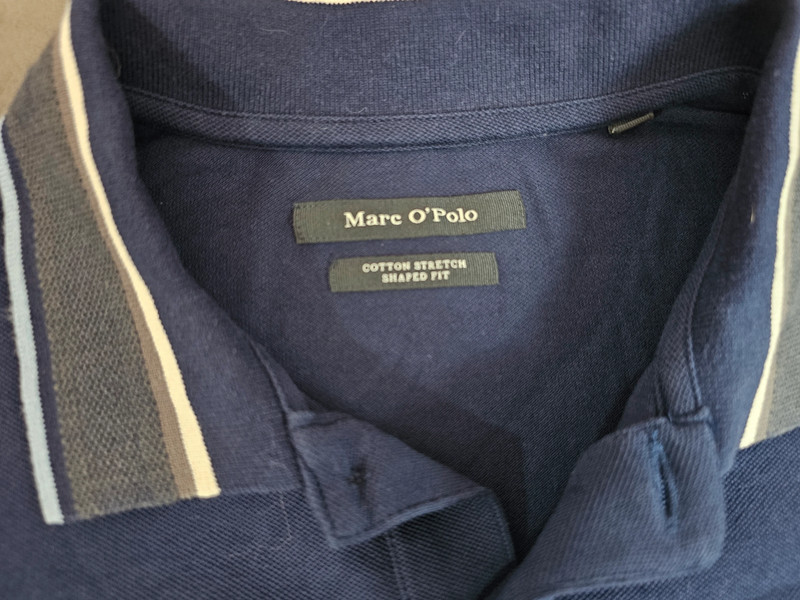 Marc O'Polo
COTTON STRETCH
SHAPED FIT